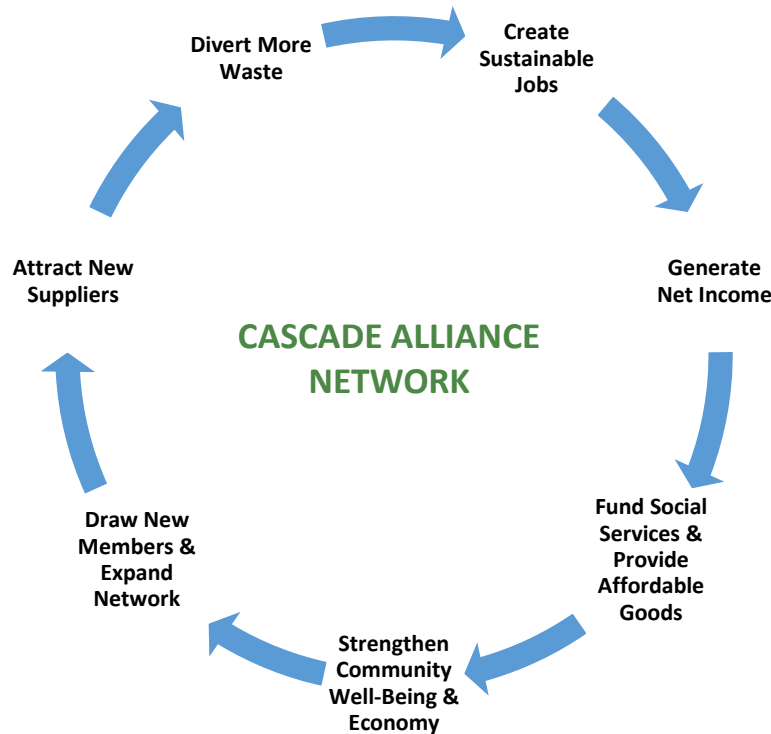 Divert More
Waste
Create
Sustainable
Jobs
Generate
Net Income
Fund Social
Services &
Provide
Affordable
Goods
Strengthen
Community
Well-Being &
Economy
Draw New
Members &
Expand
Network
Attract New
Suppliers
CASCADE ALLIANCE
NETWORK